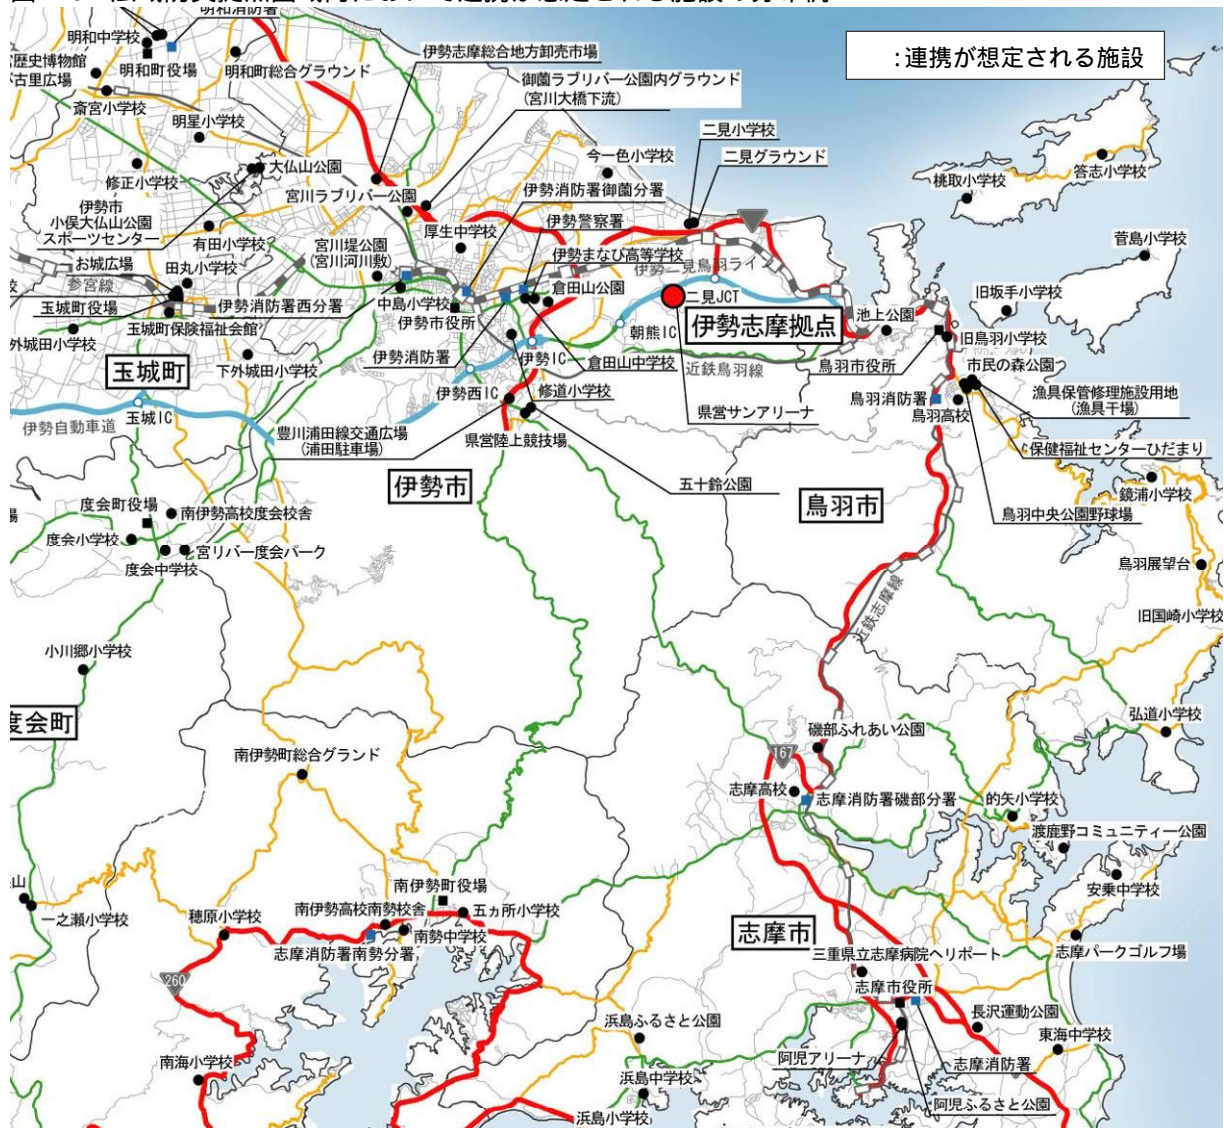 明和消防署
明和中学校
歴史博物館
古里広場
明和町役場
明和町総合グラウンド
伊勢志摩総合地方卸売市場
:連携が想定される施設
斎宮小学校
明星小学校
御薗ラブリバー公園内グラウンド
(宮川大橋下流)
二見小学校
今一色小学校
二見グラウンド
答志小学校
桃取小学校
修正小学校
大仏山公園
宮川ラブリバー公園
伊勢消防署御薗分署
伊勢市
小俣大仏山公園
スポーツセンター
有田小学校
宮川堤公園
(宮川河川敷)
厚生中学校
伊勢警察署
菅島小学校
お城広場
田丸小学校
参宮線
伊勢まなび高等学校
伊勢二見鳥羽ライン
玉城町役場
伊勢消防署西分署
中島小学校
倉田山公園
二見JCT
旧坂手小学校
玉城町保険福祉会館
伊勢市役所
朝熊IC
伊勢志摩拠点
池上公園
外城田小学校
下外城田小学校
伊勢消防署
伊勢IC
倉田山中学校
近鉄鳥羽線
鳥羽市役所
旧鳥羽小学校
市民の森公園
玉城町
伊勢西IC
修道小学校
県営サンアリーナ
鳥羽消防署
鳥羽高校
漁具保管修理施設用地
(漁具干場)
玉城IC
伊勢自動車道
豊川浦田線交通広場
(浦田駐車場)
県営陸上競技場
保健福祉センターひだまり
伊勢市
五十鈴公園
鳥羽市
鳥羽中央公園野球場
鏡浦小学校
度会町役場
南伊勢高校度会校舎
度会小学校
宮リバー度会パーク
度会中学校
鳥羽展望台
近鉄志摩線
旧国崎小学校
小川郷小学校
度会町
弘道小学校
南伊勢町総合グランド
磯部ふれあい公園
167
志摩高校
志摩消防署磯部分署
的矢小学校
渡鹿野コミュニティー公園
安乗中学校
南伊勢町役場
一之瀬小学校
穂原小学校
南伊勢高校南勢校舎
五ヵ所小学校
南勢中学校
志摩消防署南勢分署
志摩市
志摩パークゴルフ場
三重県立志摩病院ヘリポート
260
志摩市役所
浜島ふるさと公園
長沢運動公園
東海中学校
南海小学校
阿児アリーナ
志摩消防署
浜島中学校
阿児ふるさと公園
浜島小学校